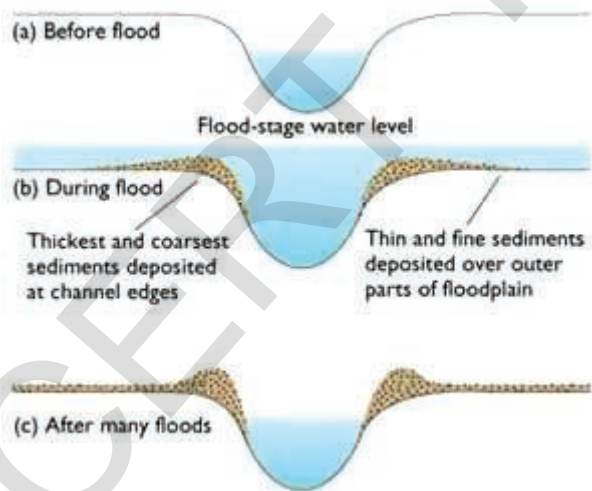 (a) Before flood
Flood-stage water level
(b) During flood
Thickest and coarsest
sediments deposited
at channel edges
Thin and fine sediments
deposited over outer
parts of floodplain
(c) After many floods
CERT